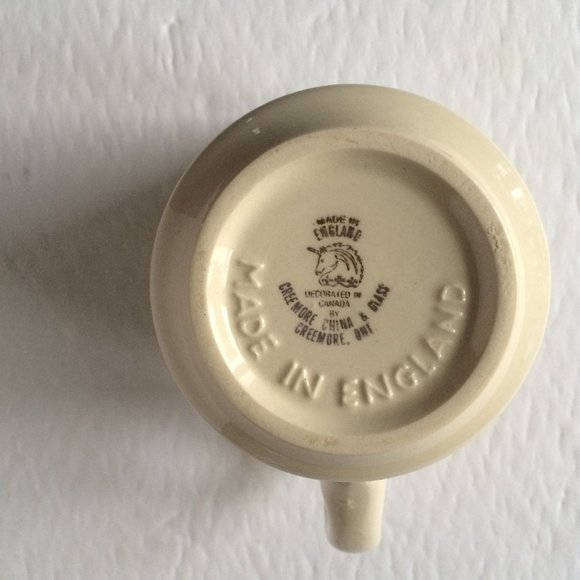 MADE IN
ENGLAND
DECORATED IN
CANADA
BY
CREEMORE CHINA & GLASS
CREEMORE, ONT.
MADE IN ENGLAND